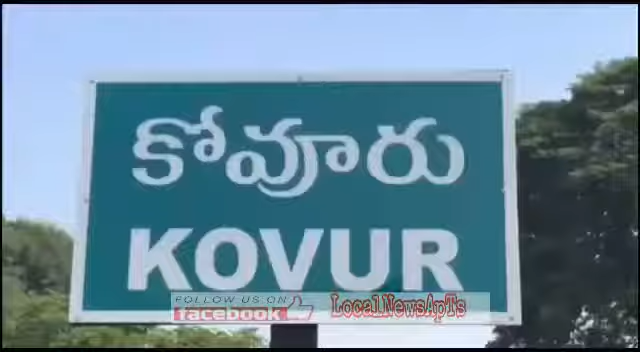 కోవూరు
KOVUR
FOLLOW US ON
facebook
LocalNewsApTs